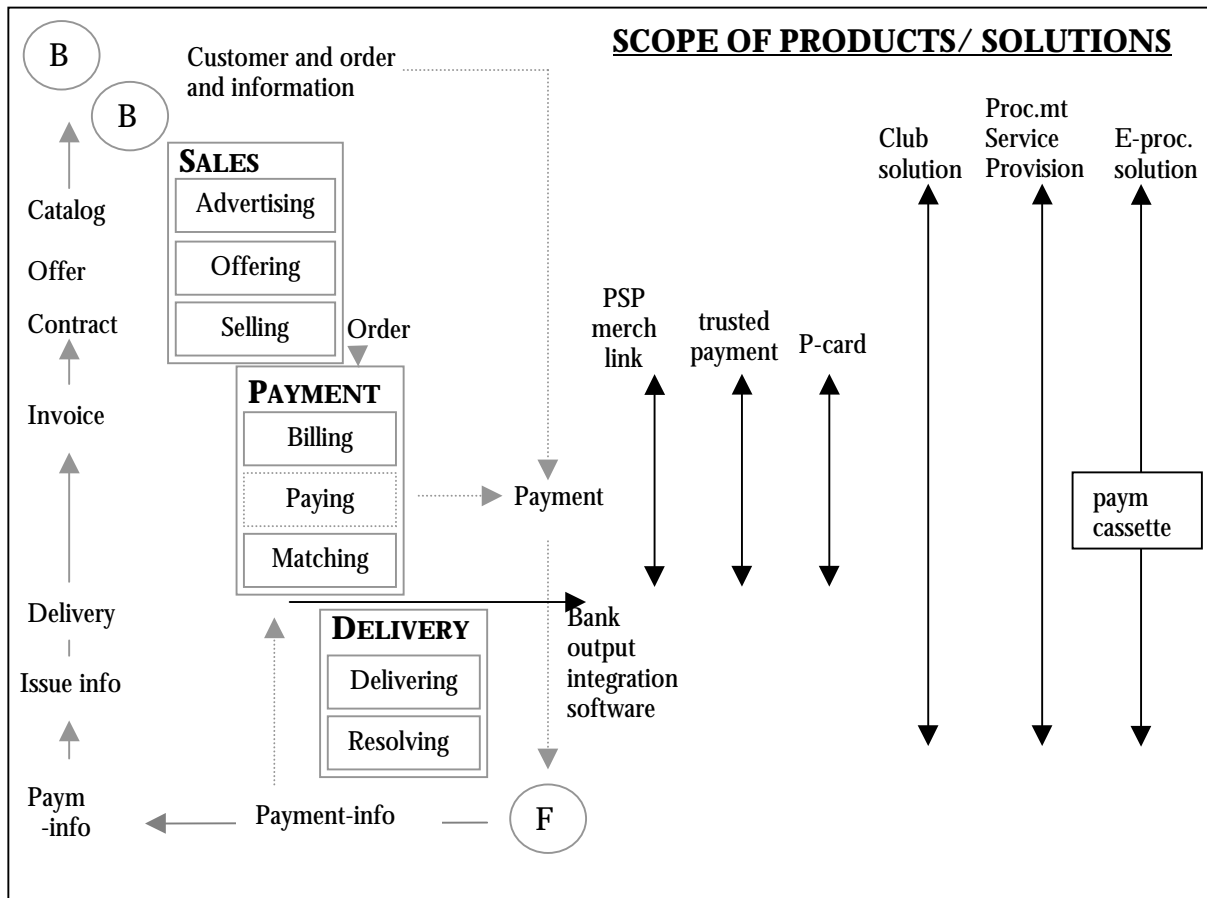 SCOPE OF PRODUCTS/ SOLUTIONS
B
B
Customer and order
and information
SALES
Advertising
Offering
Selling
Catalog
Offer
Contract
Order
PAYMENT
Billing
Paying
Matching
Invoice
Payment
Delivery
Issue info
Paym
-info
DELIVERY
Delivering
Resolving
Bank
output
integration
software
Payment-info
F
PSP
merch
link
trusted
payment
P-card
Club
solution
Proc.mt
Service
Provision
E-proc.
solution
paym
cassette